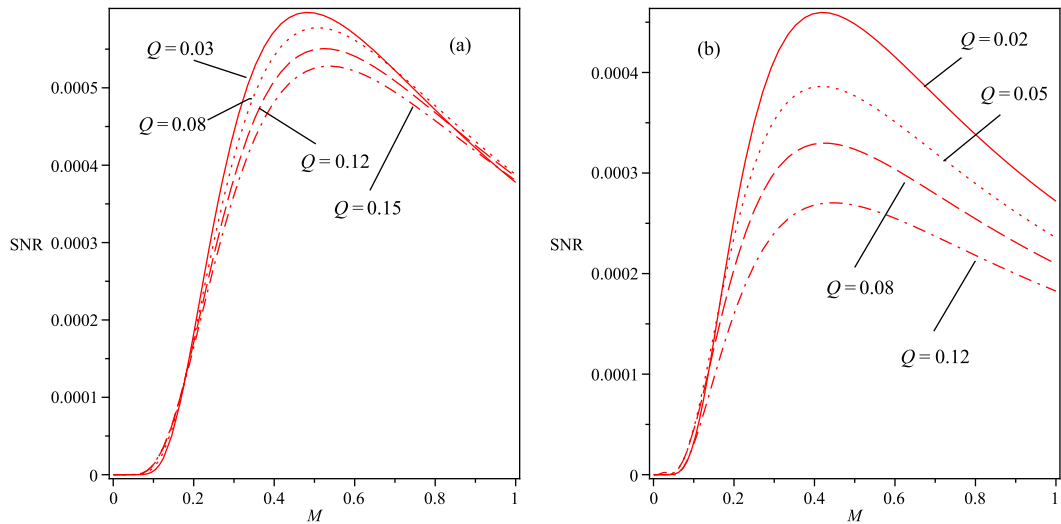 (a)
Q = 0.03
Q = 0.08
Q = 0.12
Q = 0.15
0.0005
0.0004
0.0003
SNR
0.0002
0.0001
0
0 0.2 0.4 0.6 0.8 1
M
(b)
Q = 0.02
Q = 0.05
Q = 0.08
Q = 0.12
0.0004
0.0003
SNR
0.0002
0.0001
0
0 0.2 0.4 0.6 0.8 1
M